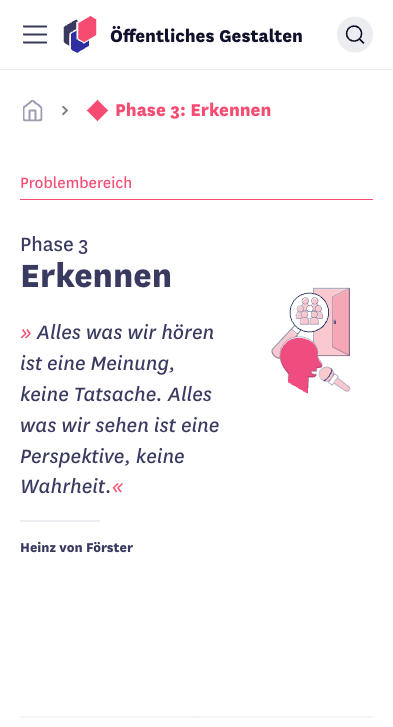 Öffentliches Gestalten
Phase 3: Erkennen
Problembereich
Phase 3
Erkennen
» Alles was wir hören
ist eine Meinung,
keine Tatsache. Alles
was wir sehen ist eine
Perspektive, keine
Wahrheit.«
Heinz von Förster